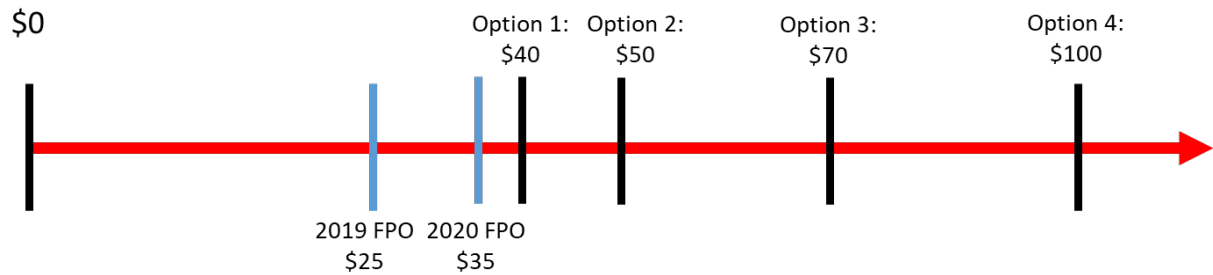 $0
Option 1:
$40
Option 2:
$50
Option 3:
$70
Option 4:
$100
2019 FPO
$25
2020 FPO
$35